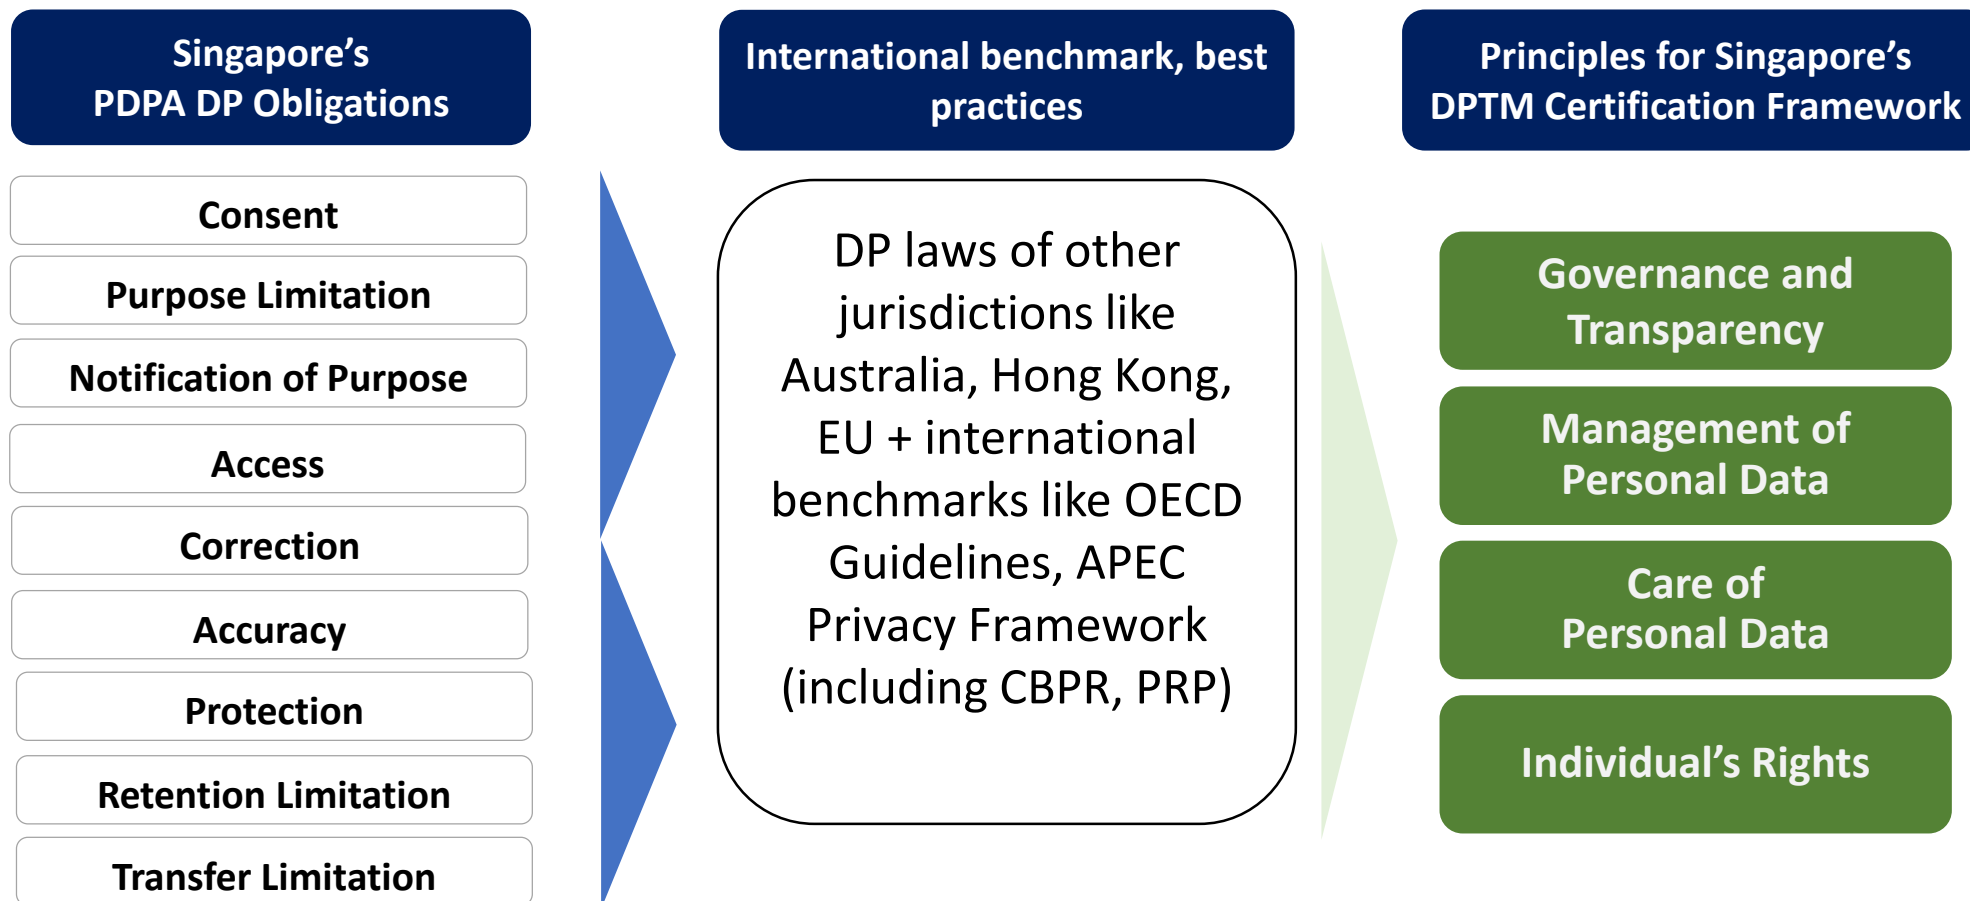 Singapore’s
PDPA DP Obligations
Consent
Purpose Limitation
Notification of Purpose
Access
Correction
Accuracy
Protection
Retention Limitation
Transfer Limitation
International benchmark, best
practices
DP laws of other
jurisdictions like
Australia, Hong Kong,
EU + international
benchmarks like OECD
Guidelines, APEC
Privacy Framework
(including CBPR, PRP)
Principles for Singapore’s
DPTM Certification Framework
Governance and
Transparency
Management of
Personal Data
Care of
Personal Data
Individual’s Rights